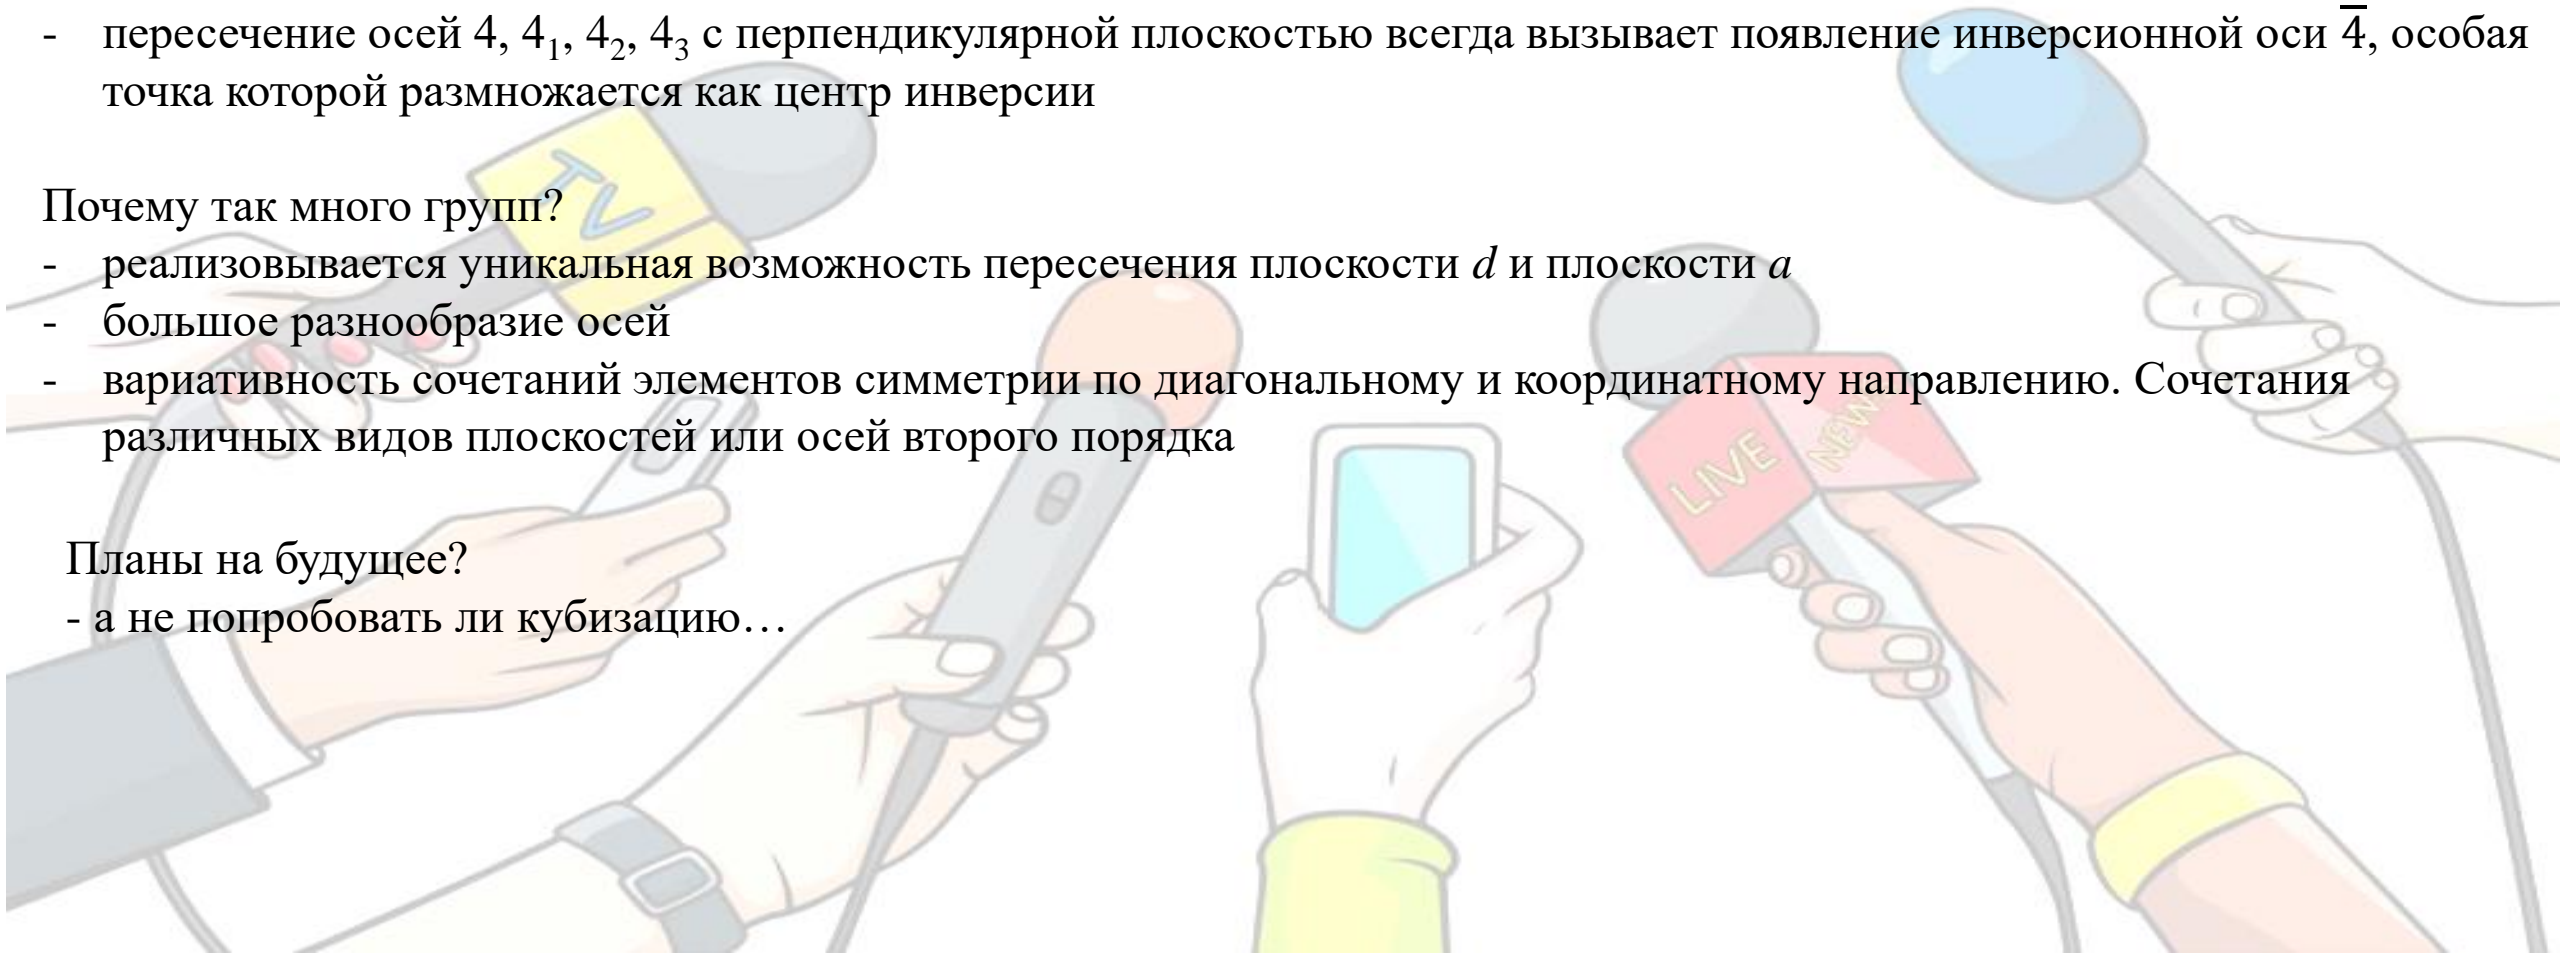 - пересечение осей 4, 4₁, 4₂, 4₃ с перпендикулярной плоскостью всегда вызывает появление инверсионной оси 4̅, особая
точка которой размножается как центр инверсии
TV
Почему так много групп?
- реализовывается уникальная возможность пересечения плоскости d и плоскости a
- большое разнообразие осей
- вариативность сочетаний элементов симметрии по диагональному и координатному направлению. Сочетания
различных видов плоскостей или осей второго порядка
LIVE
NEWS
Планы на будущее?
- а не попробовать ли кубизацию…